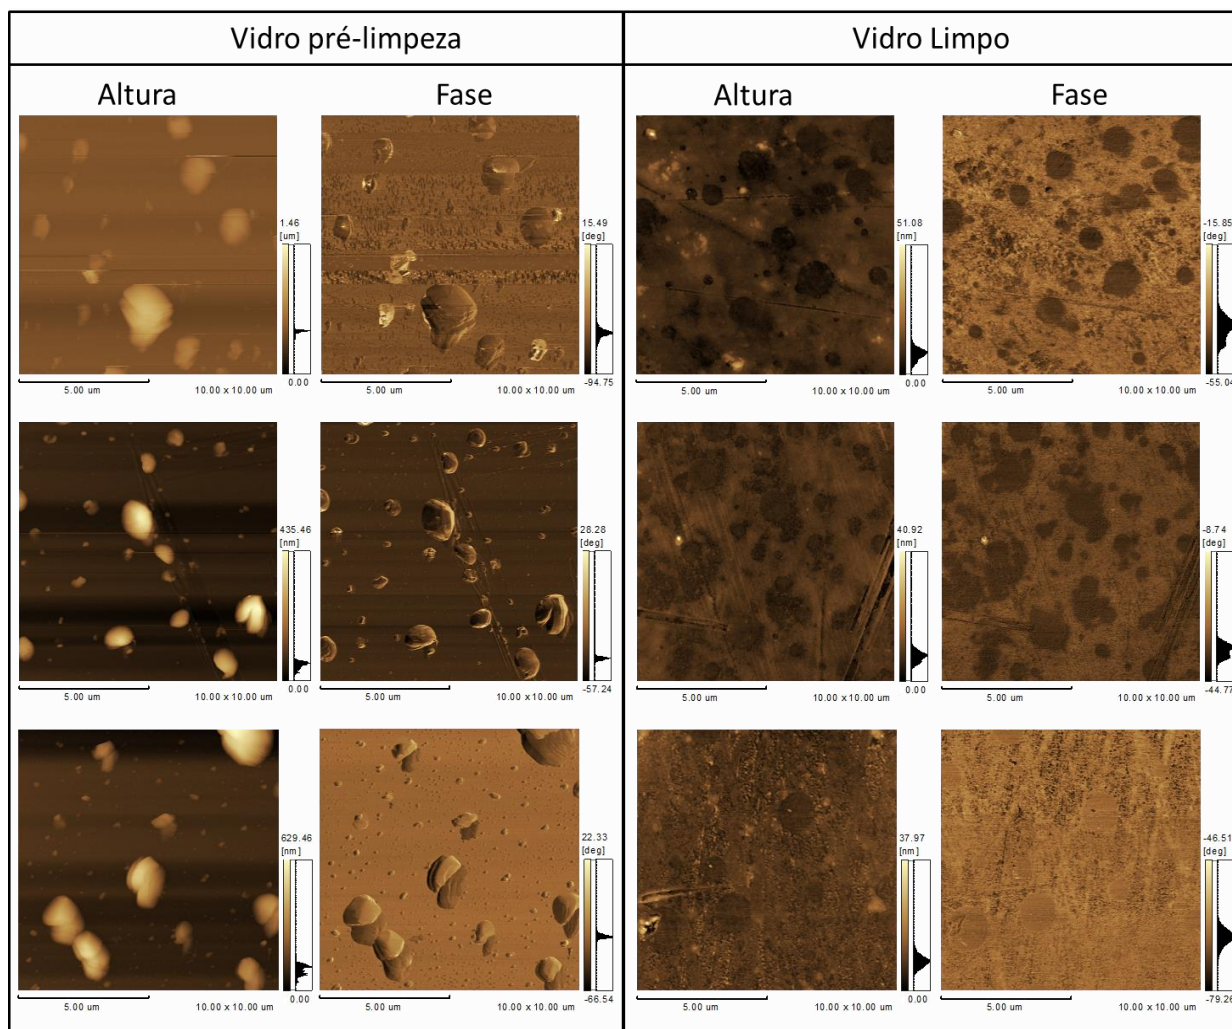 Vidro pré-limpeza
Vidro Limpo
Altura
Fase
Altura
Fase
1.46
[um]
0.00
5.00 um
10.00 x 10.00 um
15.49
[deg]
-94.75
5.00 um
10.00 x 10.00 um
51.08
[nm]
0.00
5.00 um
10.00 x 10.00 um
-15.85
[deg]
-55.04
5.00 um
10.00 x 10.00 um
435.46
[nm]
0.00
5.00 um
10.00 x 10.00 um
28.28
[deg]
-57.24
5.00 um
10.00 x 10.00 um
40.92
[nm]
0.00
5.00 um
10.00 x 10.00 um
-8.74
[deg]
-44.77
5.00 um
10.00 x 10.00 um
629.46
[nm]
0.00
5.00 um
10.00 x 10.00 um
22.33
[deg]
-66.54
5.00 um
10.00 x 10.00 um
37.97
[nm]
0.00
5.00 um
10.00 x 10.00 um
-46.51
[deg]
5.00 um
10.00 x 10.00 um